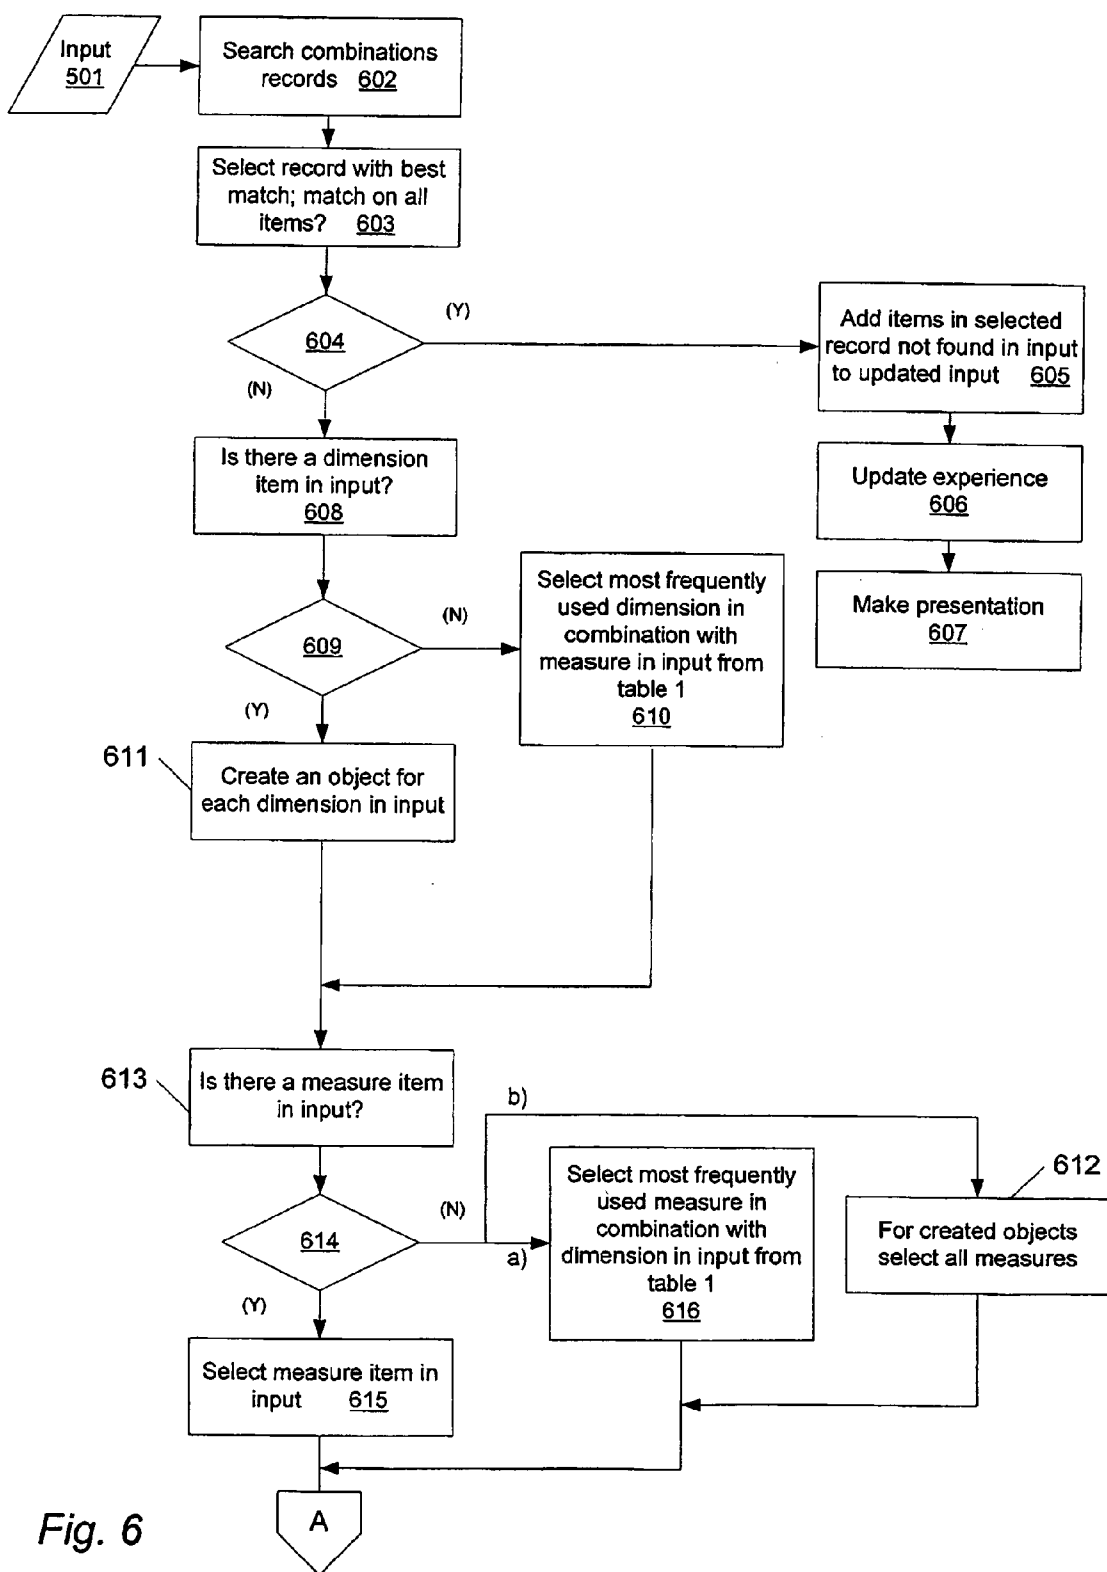 Input
501
Search combinations
records 602
Select record with best
match; match on all
items? 603
604
(Y)
(N)
Add items in selected
record not found in input
to updated input 605
Update experience
606
Make presentation
607
Is there a dimension
item in input?
608
609
(N)
(Y)
Select most frequently
used dimension in
combination with
measure in input from
table 1
610
611
Create an object for
each dimension in input
613
Is there a measure item
in input?
b)
614
(N)
a)
(Y)
Select most frequently
used measure in
combination with
dimension in input from
table 1
616
612
For created objects
select all measures
Select measure item in
input 615
A
Fig. 6